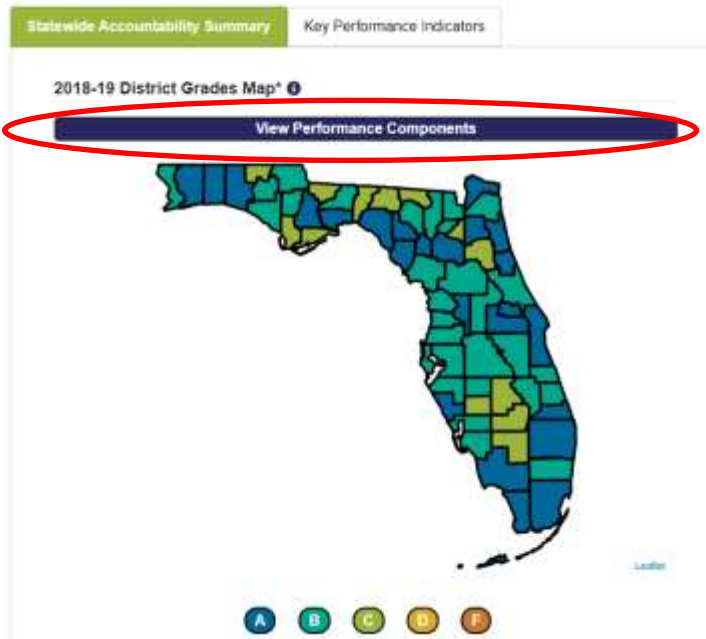 Statewide Accountability Summary
Key Performance Indicators
2018-19 District Grades Map*
View Performance Components
Leaflet
A B C D F